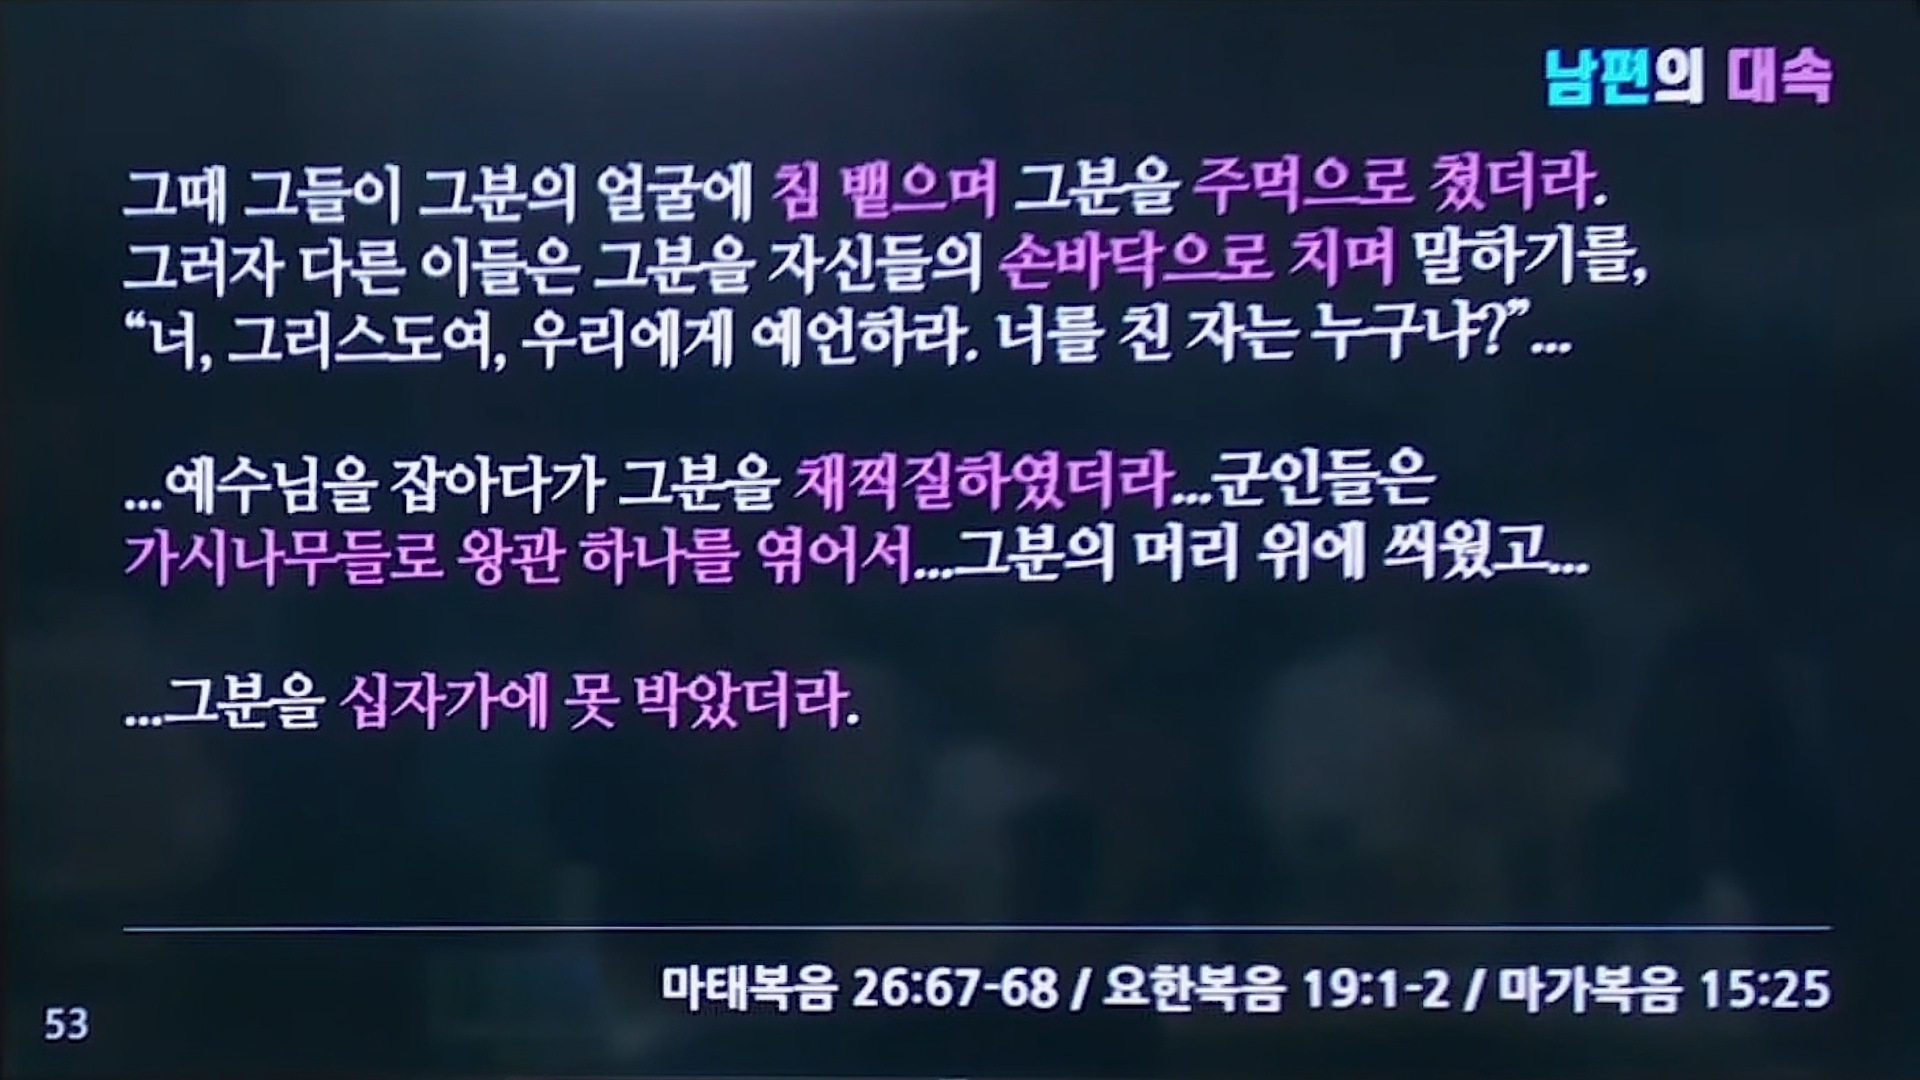 남편의 대속
그때 그들이 그분의 얼굴에 침 뱉으며 그분을 주먹으로 쳤더라.
그러자 다른 이들은 그분을 자신들의 손바닥으로 치며 말하기를,
“너, 그리스도여, 우리에게 예언하라. 너를 친 자는 누구냐?”...
...예수님을 잡아다가 그분을 채찍질하였더라...군인들은
가시나무들로 왕관 하나를 엮어서...그분의 머리 위에 씌웠고...
...그분을 십자가에 못 박았더라.
마태복음 26:67-68 / 요한복음 19:1-2 / 마가복음 15:25
53